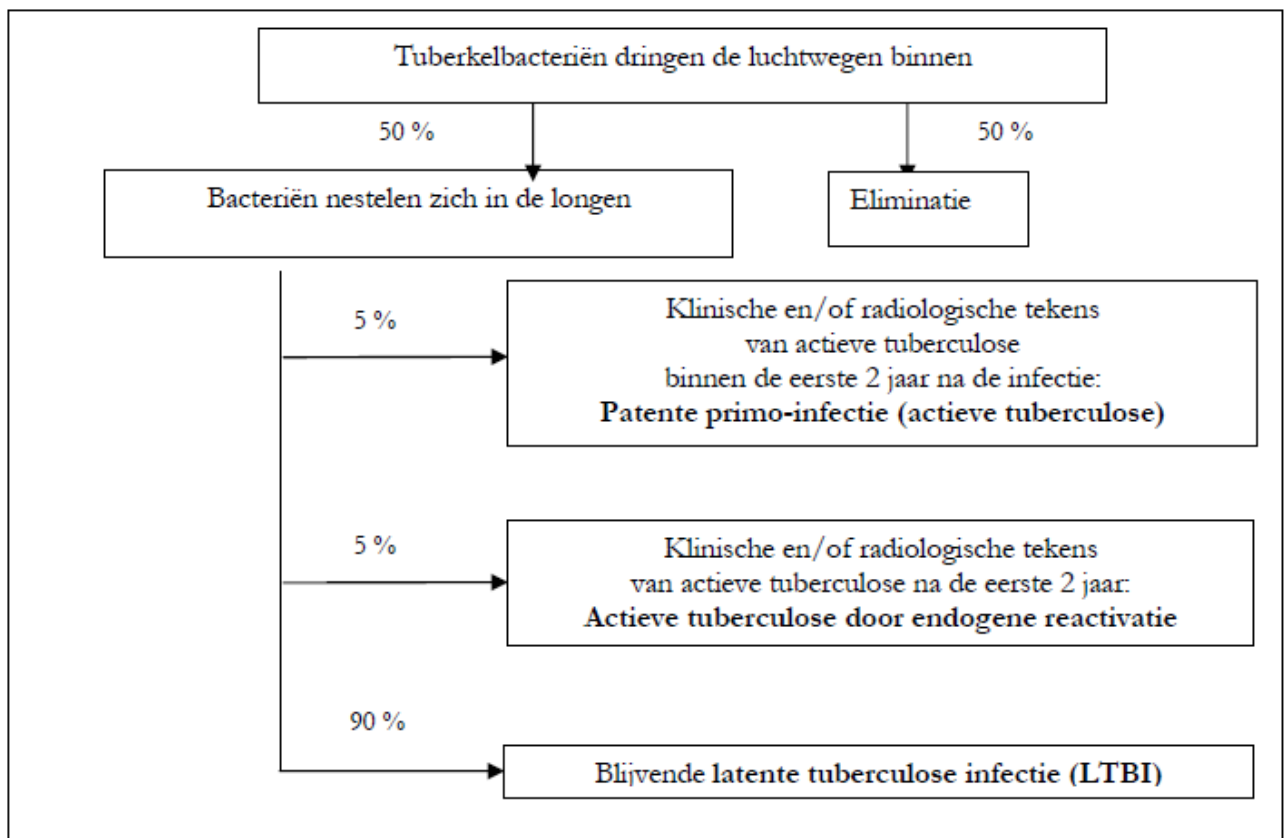 Tuberkelbacteriën dringen de luchtwegen binnen
50 %
50 %
Bacteriën nestelen zich in de longen
Eliminatie
5 %
Klinische en/of radiologische tekens
van actieve tuberculose
binnen de eerste 2 jaar na de infectie:
Patente primo-infectie (actieve tuberculose)
5 %
Klinische en/of radiologische tekens
van actieve tuberculose na de eerste 2 jaar:
Actieve tuberculose door endogene reactivatie
90 %
Blijvende latente tuberculose infectie (LTBI)